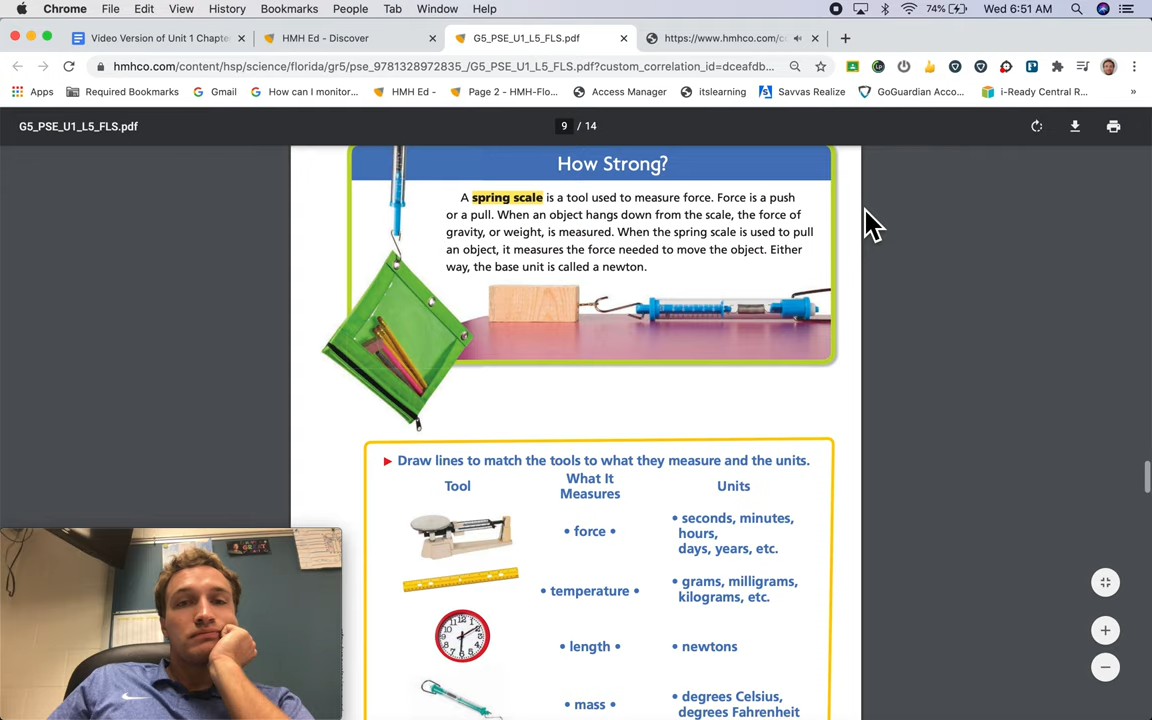 Chrome File Edit View History Bookmarks People Tab Window Help 74% Wed 6:51 AM
Video Version of Unit 1 Chapte HMH Ed - Discover G5_PSE_U1_L5_FLS.pdf https://www.hmhco.com/c
hmhco.com/content/hsp/science/florida/gr5/pse_9781328972835_/G5_PSE_U1_L5_FLS.pdf?custom_correlation_id=dceafdb...
Apps Required Bookmarks Gmail How can I monitor... HMH Ed - Page 2 - HMH-Flo... Access Manager itslearning Savvas Realize GoGuardian Acco... i-Ready Central R... »
G5_PSE_U1_L5_FLS.pdf 9 / 14
How Strong?
A spring scale is a tool used to measure force. Force is a push
or a pull. When an object hangs down from the scale, the force of
gravity, or weight, is measured. When the spring scale is used to pull
an object, it measures the force needed to move the object. Either
way, the base unit is called a newton.
Draw lines to match the tools to what they measure and the units.
Tool What It Measures Units
• force • • seconds, minutes,
hours,
days, years, etc.
• temperature • • grams, milligrams,
kilograms, etc.
• length • • newtons
• mass • • degrees Celsius,
degrees Fahrenheit